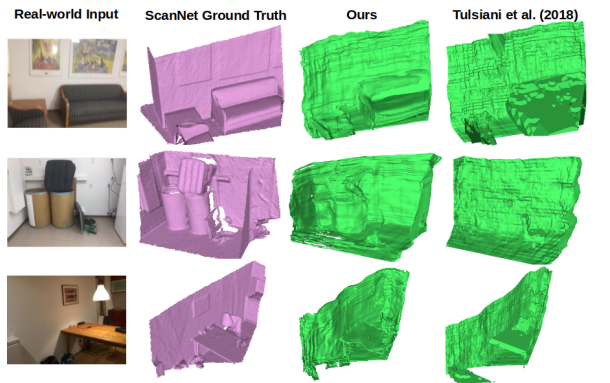 Real-world Input
ScanNet Ground Truth
Ours
Tulsiani et al. (2018)